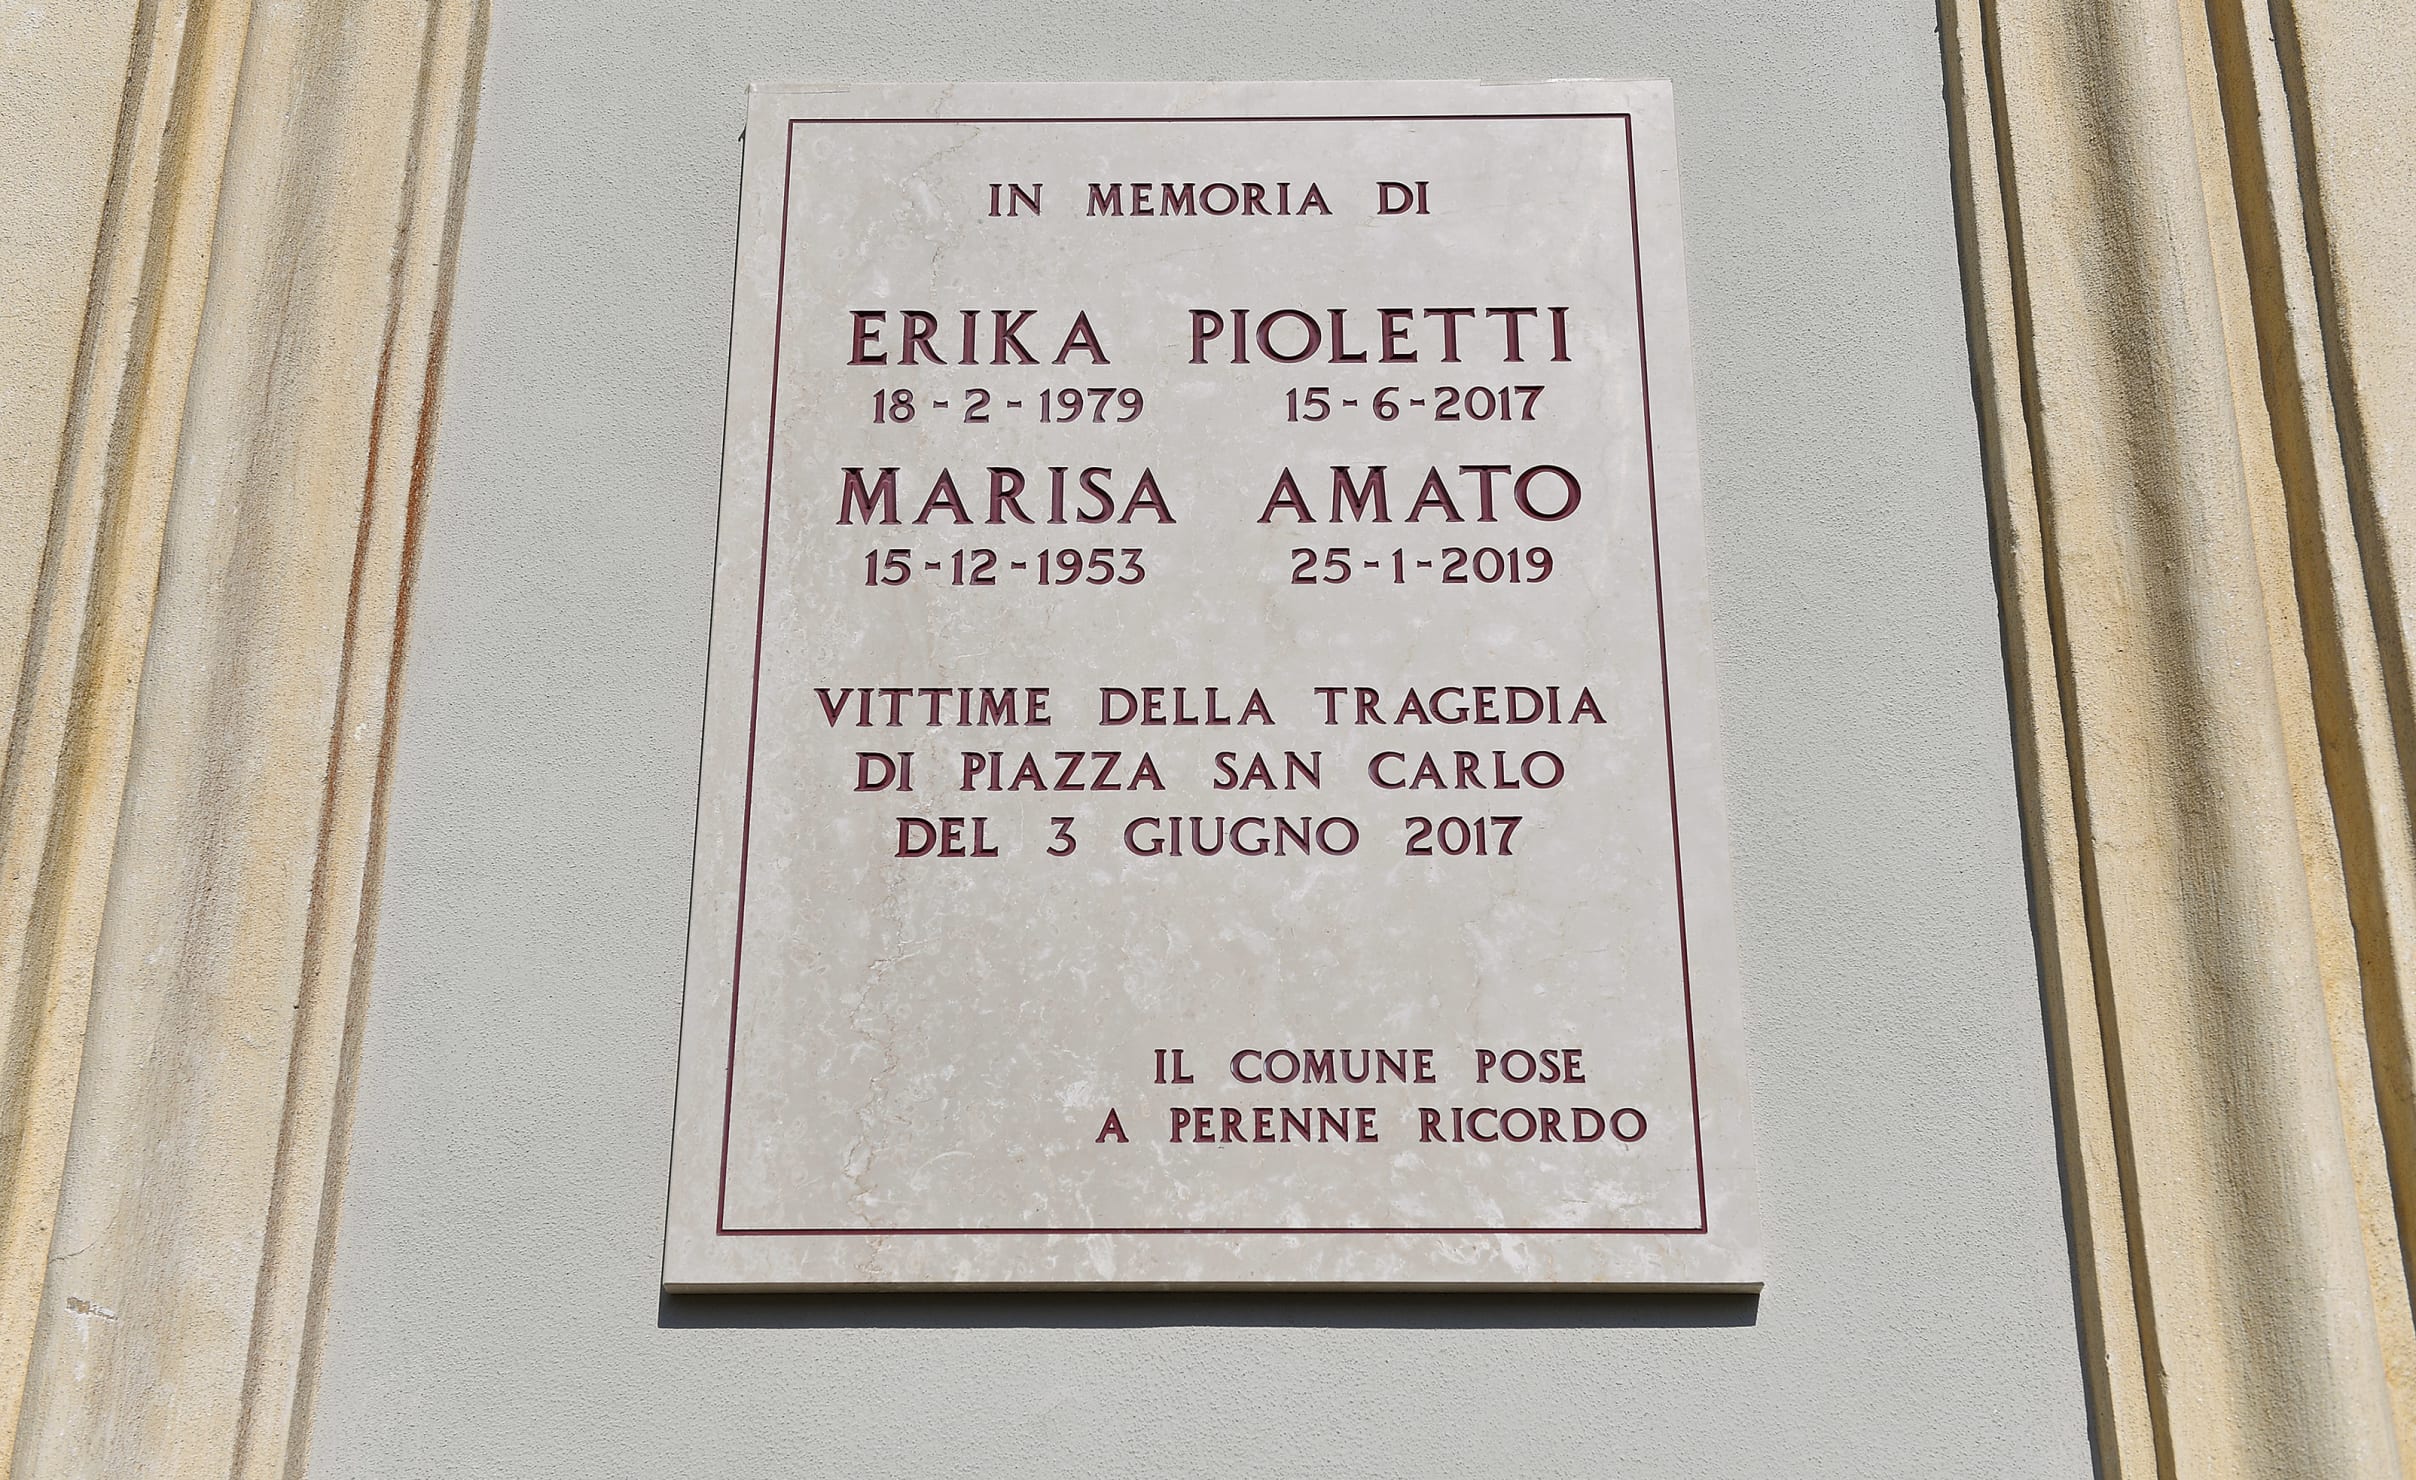 IN MEMORIA DI
ERIKA PIOLETTI
18-2-1979 15-6-2017
MARISA AMATO
15-12-1953 25-1-2019
VITTIME DELLA TRAGEDIA
DI PIAZZA SAN CARLO
DEL 3 GIUGNO 2017
IL COMUNE POSE
A PERENNE RICORDO